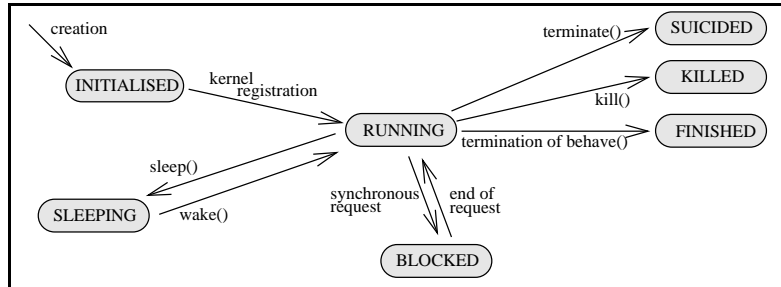 creation
INITIALISED
kernel
registration
RUNNING
terminate()
SUICIDED
KILLED
kill()
FINISHED
termination of behave()
sleep()
SLEEPING
wake()
synchronous
request
end of
request
BLOCKED